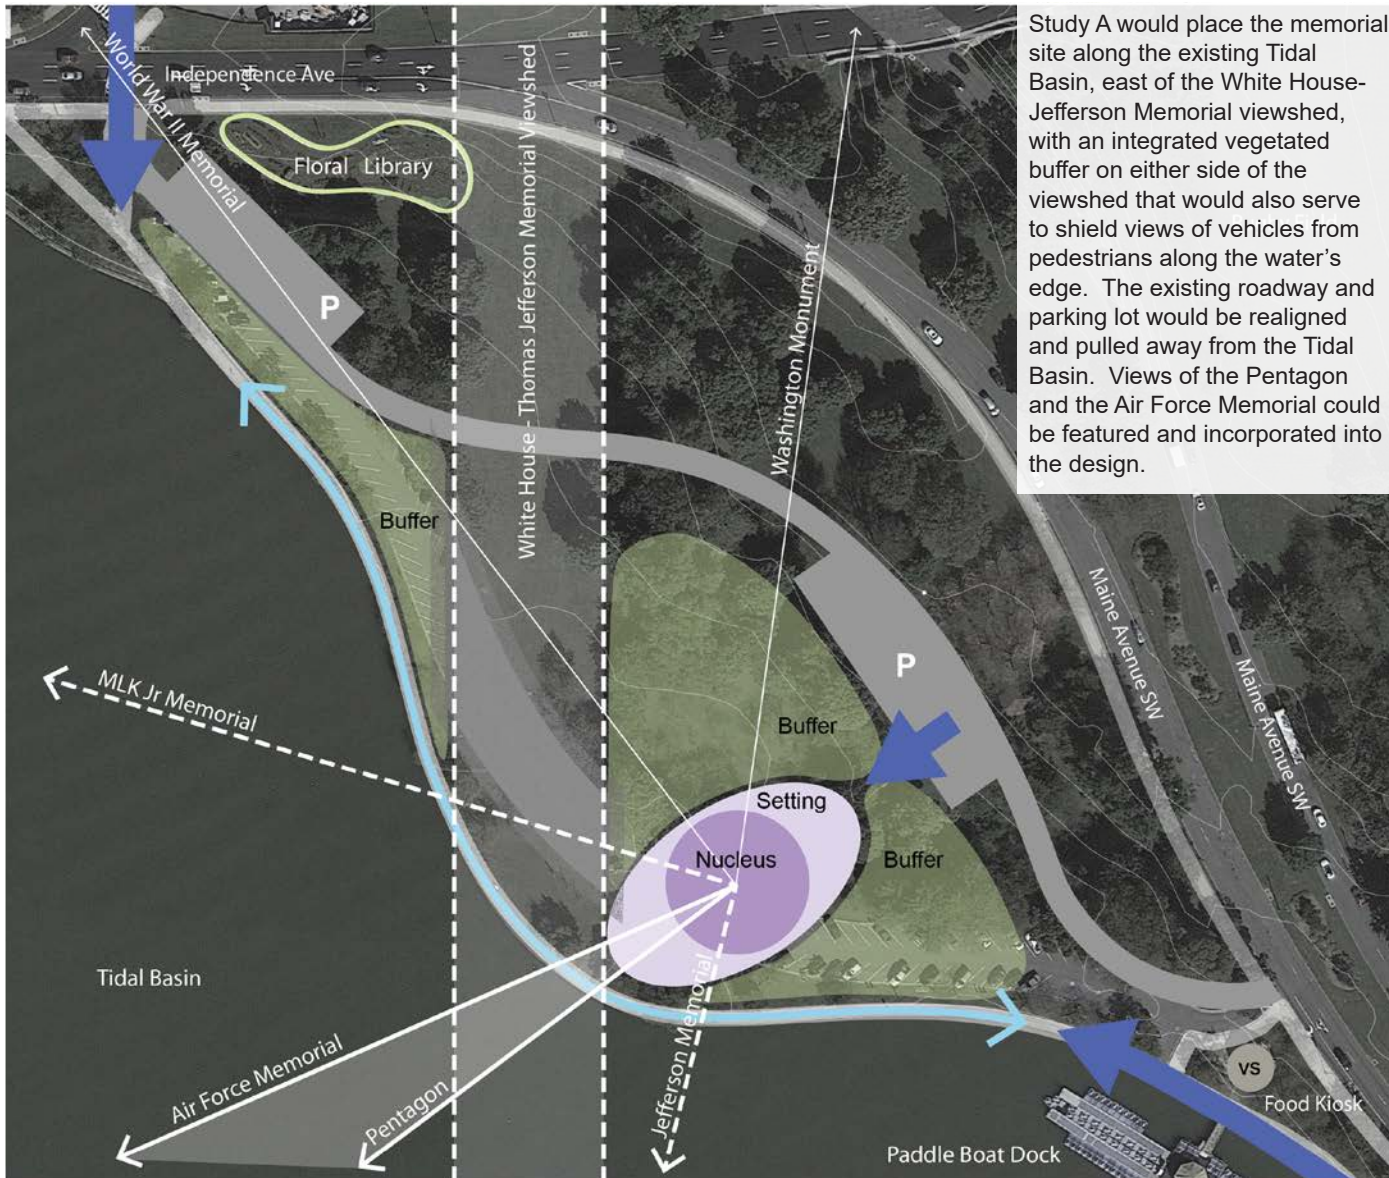 Study A would place the memorial
site along the existing Tidal
Basin, east of the White House-
Jefferson Memorial viewshed,
with an integrated vegetated
buffer on either side of the
viewshed that would also serve
to shield views of vehicles from
pedestrians along the water's
edge. The existing roadway and
parking lot would be realigned
and pulled away from the Tidal
Basin. Views of the Pentagon
and the Air Force Memorial could
be featured and incorporated into
the design.
World War II Memorial
Independence Ave
Floral Library
White House - Thomas Jefferson Memorial Viewshed
Washington Monument
P
Buffer
Maine Avenue SW
Maine Avenue SW
P
MLK Jr Memorial
Buffer
Setting
Nucleus
Buffer
Tidal Basin
Jefferson Memorial
Air Force Memorial
Pentagon
VS
Food Kiosk
Paddle Boat Dock